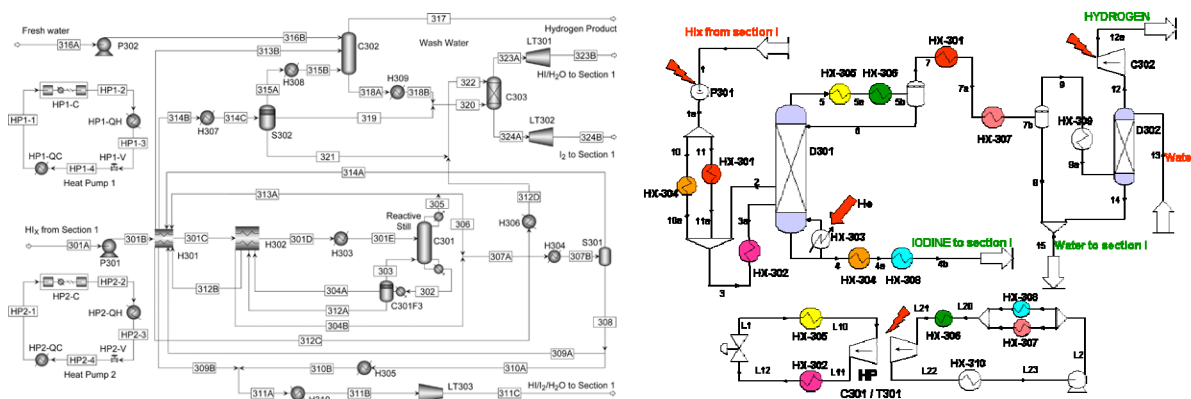 317
Fresh water
316A
P302
316B
313B
C302
Hydrogen Product
Wash Water
LT301
323A
323B
HI/H2O to Section 1
315B
H308
315A
H309
318A
318B
322
320
C303
HP1-C
HP1-2
HP1-1
HP1-QH
HP1-3
HP1-QC
HP1-V
HP1-4
Heat Pump 1
314B
H307
314C
S302
319
LT302
324A
324B
I2 to Section 1
321
314A
313A
312D
305
Reactive
Still
306
H306
HIX from Section 1
301A
P301
301B
301C
H301
H302
301D
H303
301E
C301
303
302
C301F3
307A
H304
307B
S301
HP2-C
HP2-2
HP2-1
HP2-QH
HP2-3
HP2-QC
HP2-V
HP2-4
Heat Pump 2
312B
304A
312A
304B
312C
308
309A
309B
310B
H305
310A
311A
H310
311B
LT303
311C
HI/I2/H2O to Section 1
HIx from section I
1
P301
1a
10
11
HX-304
HX-301
10a
11a
2
3a
3
HX-302
D301
5
HX-305
5a
HX-306
5b
6
7
HX-301
7a
HX-307
7b
9
HX-309
9a
8
HYDROGEN
12a
C302
12
D302
13
Wate
14
15
Water to section I
He
HX-303
4
HX-304
4a
HX-308
4b
IODINE to section I
L1
HX-305
L10
L12
HX-302
L11
HP
C301 / T301
L21
HX-306
L20
HX-308
HX-307
L2
L22
HX-310
L23